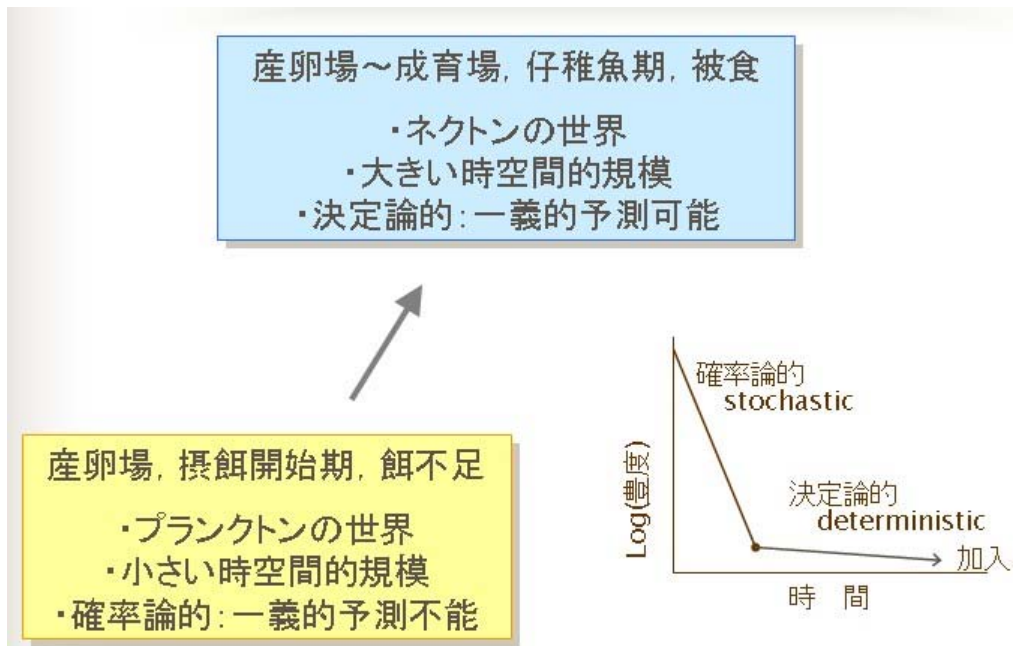 産卵場～成育場, 仔稚魚期, 被食
・ネクトンの世界
・大きい時空間的規模
・決定論的：一義的予測可能
産卵場, 摂餌開始期, 餌不足
・プランクトンの世界
・小さい時空間的規模
・確率論的：一義的予測不能
確率論的
stochastic
Log(豊度)
決定論的
deterministic
加入
時 間